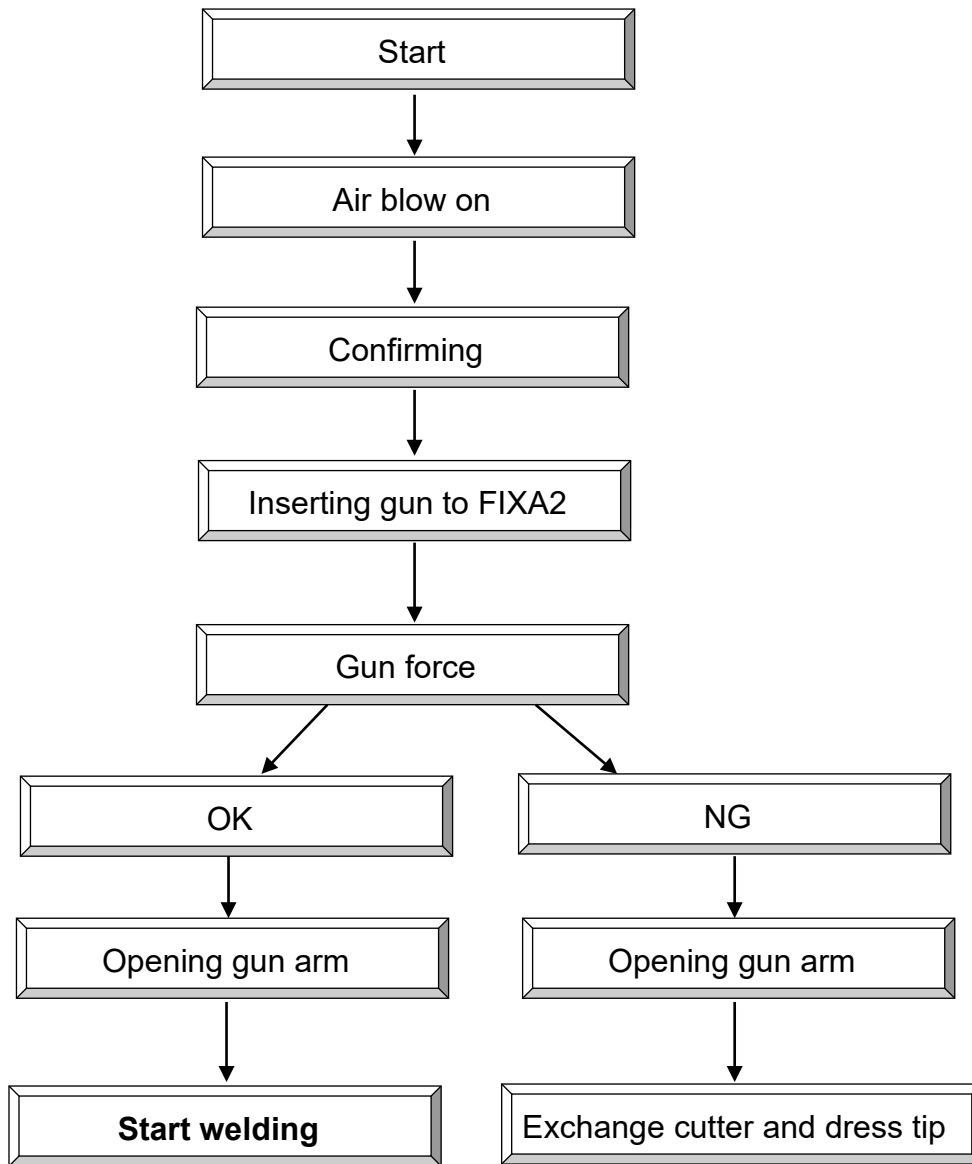 Start
Air blow on
Confirming
Inserting gun to FIXA2
Gun force
OK
NG
Opening gun arm
Opening gun arm
Start welding
Exchange cutter and dress tip